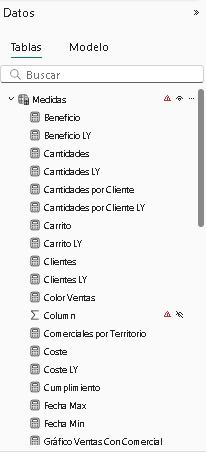 Datos »
Tablas Modelo
Buscar
Medidas ...
Beneficio
Beneficio LY
Cantidades
Cantidades LY
Cantidades por Cliente
Cantidades por Cliente LY
Carrito
Carrito LY
Clientes
Clientes LY
Color Ventas
Column
Comerciales por Territorio
Coste
Coste LY
Cumplimiento
Fecha Max
Fecha Min
Gráfico Ventas Con Comercial